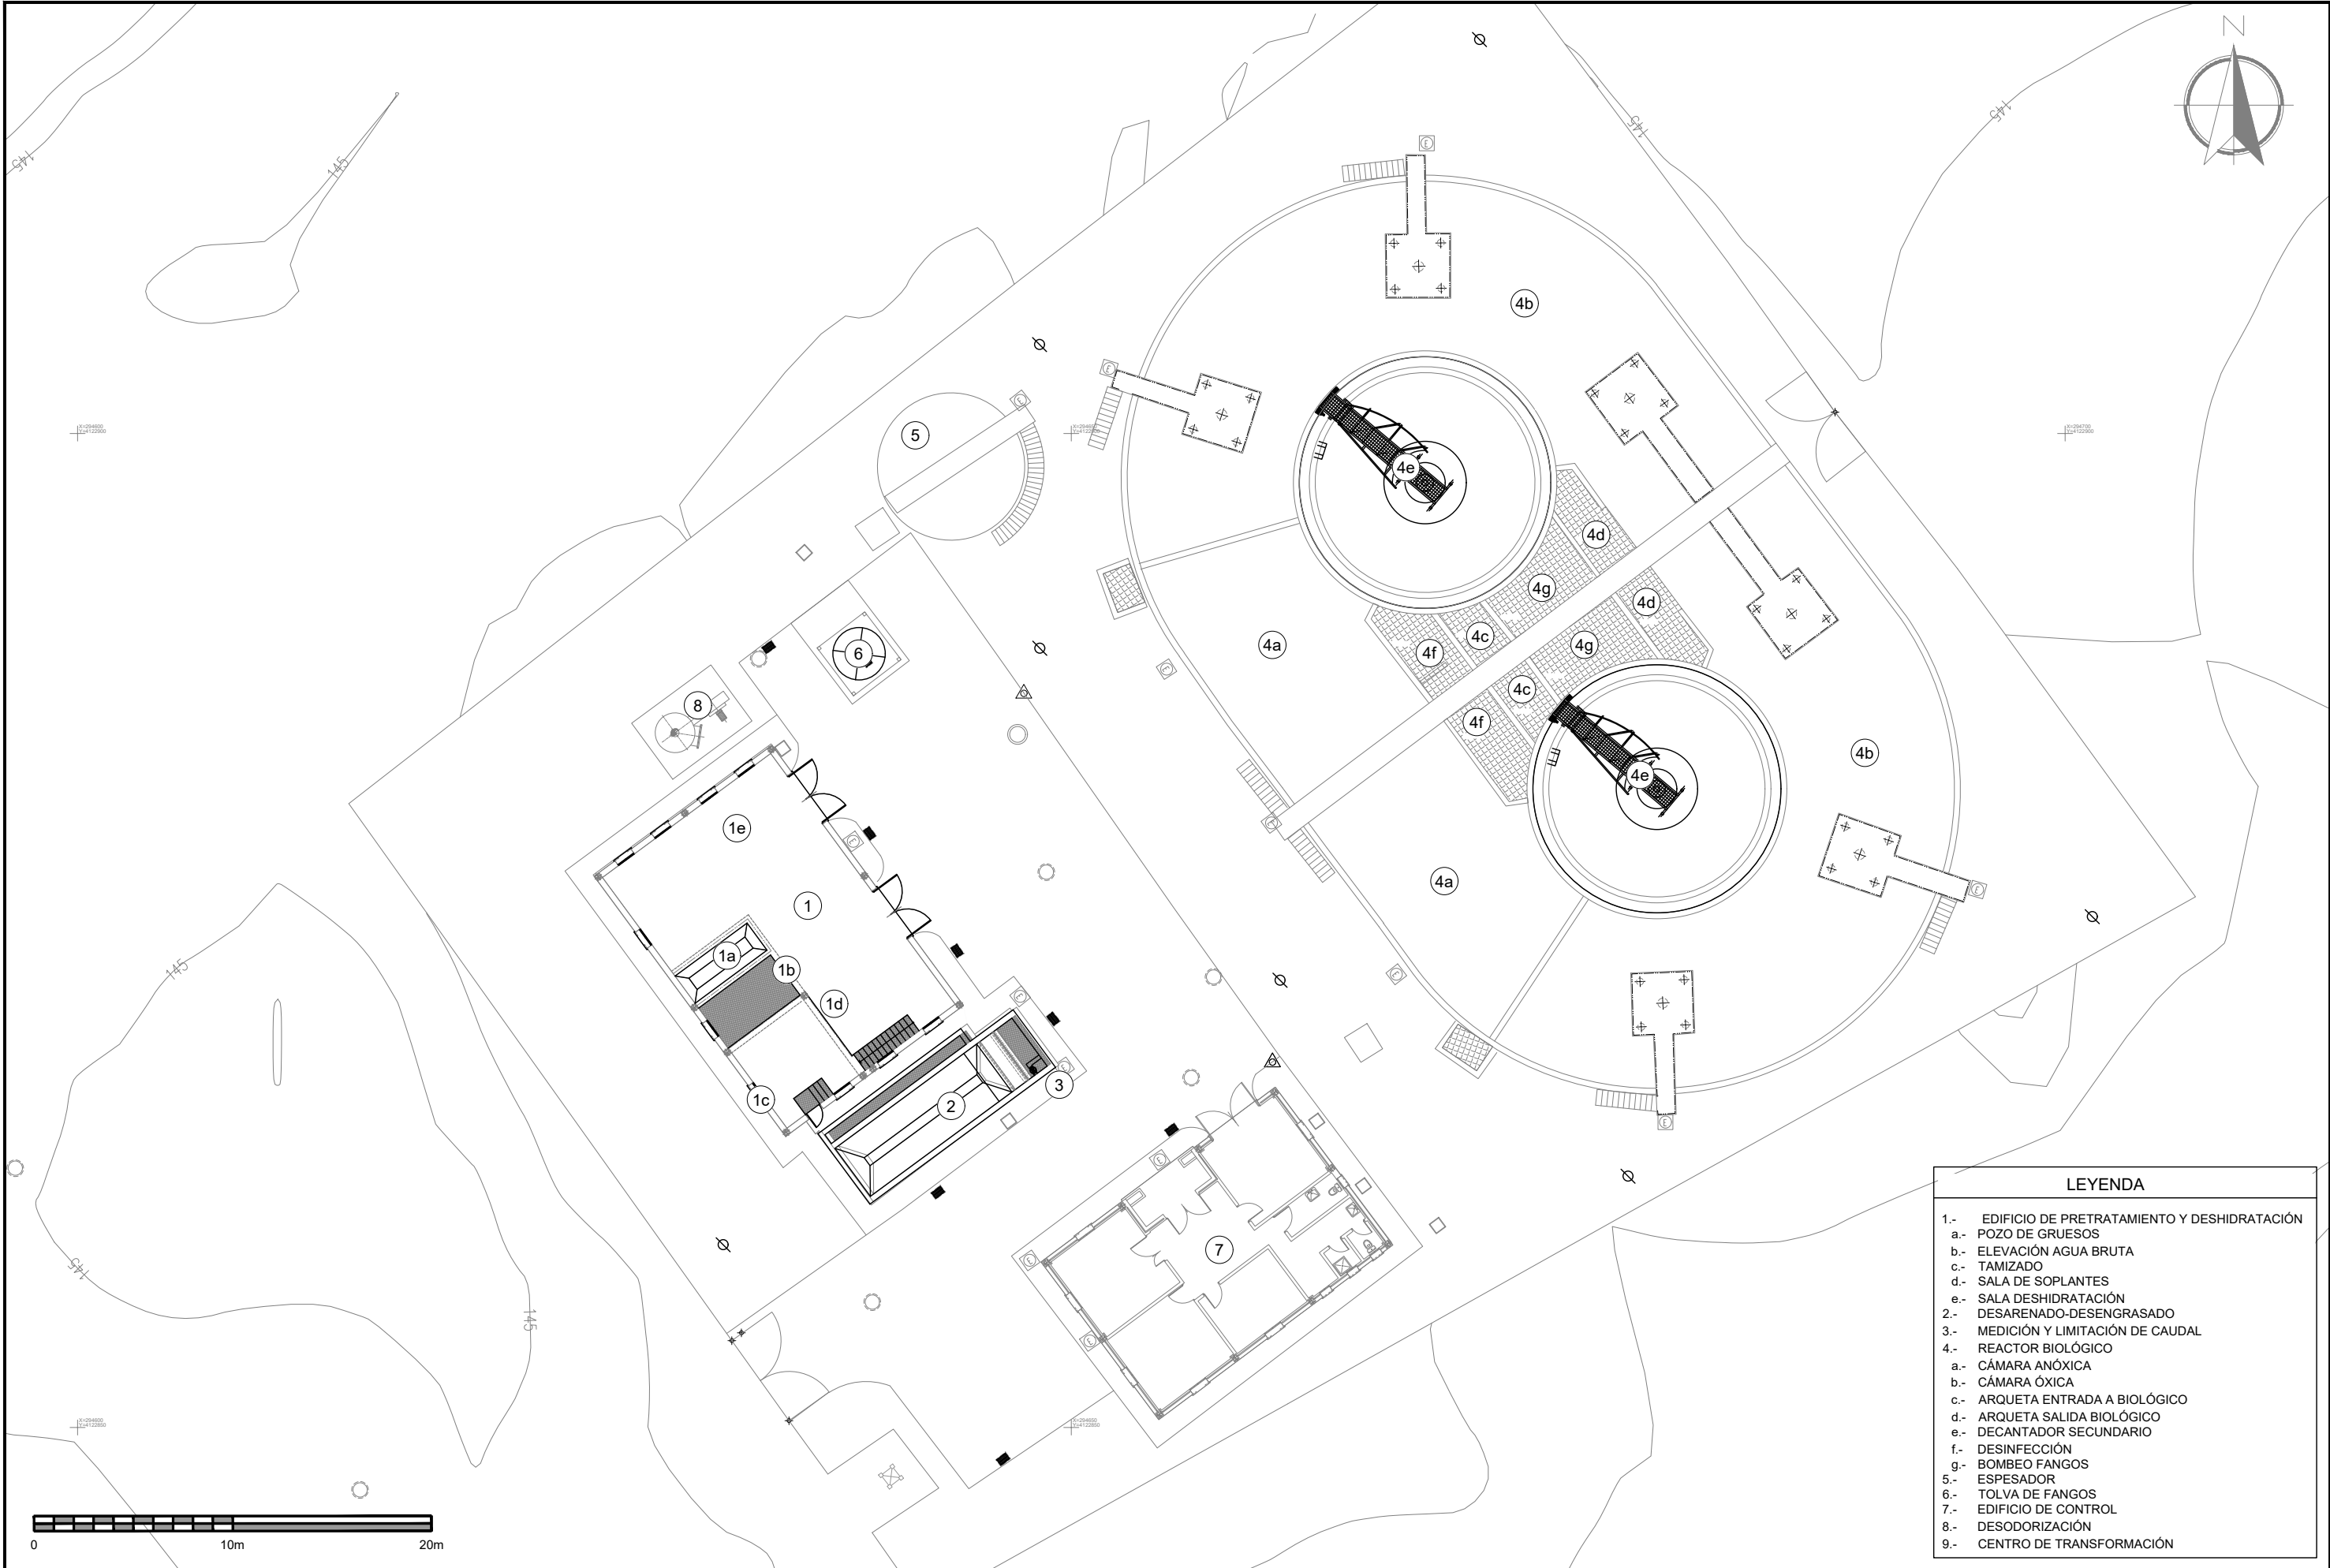 N
145
145
145
145
4b
X=294700
Y=4122900
5
4e
4d
4g
4d
4c
4g
4a
4f
6
4c
8
4f
4b
4e
1e
4a
1
1a
1b
1d
145
3
1c
2
7
145
145
LEYENDA
1.- EDIFICIO DE PRETRATAMIENTO Y DESHIDRATACIÓN
a.- POZO DE GRUESOS
b.- ELEVACIÓN AGUA BRUTA
c.- TAMIZADO
d.- SALA DE SOPLANTES
e.- SALA DESHIDRATACIÓN
2.- DESARENADO-DESENGRASADO
3.- MEDICIÓN Y LIMITACIÓN DE CAUDAL
4.- REACTOR BIOLÓGICO
a.- CÁMARA ANÓXICA
b.- CÁMARA ÓXICA
c.- ARQUETA ENTRADA A BIOLÓGICO
d.- ARQUETA SALIDA BIOLÓGICO
e.- DECANTADOR SECUNDARIO
f.- DESINFECCIÓN
g.- BOMBEO FANGOS
5.- ESPESADOR
6.- TOLVA DE FANGOS
7.- EDIFICIO DE CONTROL
8.- DESODORIZACIÓN
9.- CENTRO DE TRANSFORMACIÓN
0 10m 20m